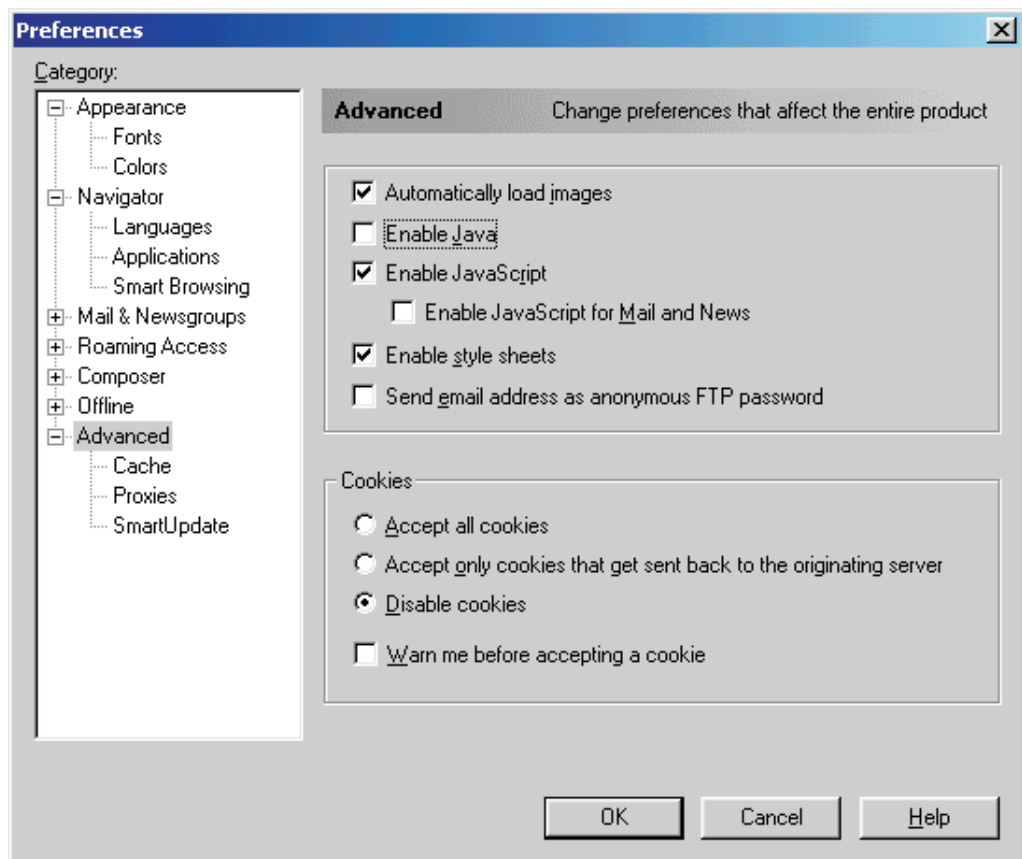 Preferences
Category:
Appearance
Fonts
Colors
Navigator
Languages
Applications
Smart Browsing
Mail & Newsgroups
Roaming Access
Composer
Offline
Advanced
Cache
Proxies
SmartUpdate
Advanced Change preferences that affect the entire product
Automatically load images
Enable Java
Enable JavaScript
Enable JavaScript for Mail and News
Enable style sheets
Send email address as anonymous FTP password
Cookies
Accept all cookies
Accept only cookies that get sent back to the originating server
Disable cookies
Warn me before accepting a cookie
OK Cancel Help